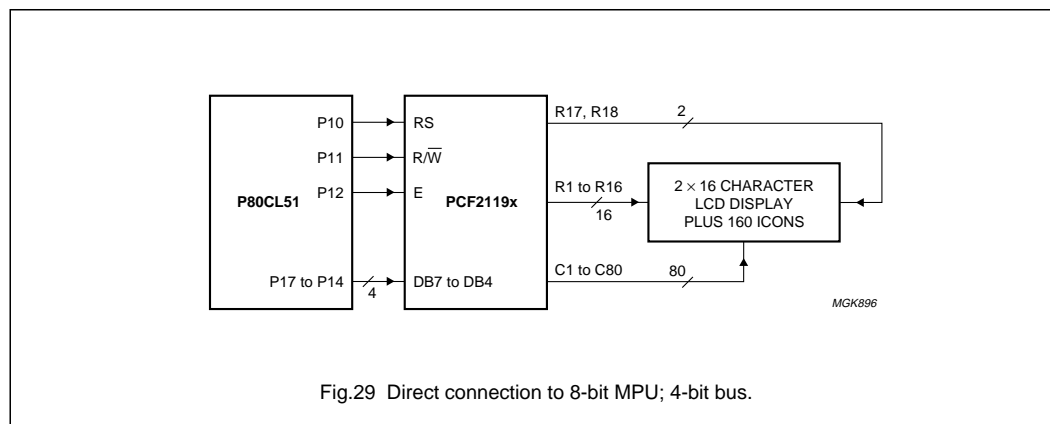 P80CL51
P10
P11
P12
P17 to P14
4
RS
R/W̅
E
DB7 to DB4
PCF2119x
R17, R18
2
R1 to R16
16
C1 to C80
80
2 × 16 CHARACTER
LCD DISPLAY
PLUS 160 ICONS
MGK896
Fig.29 Direct connection to 8-bit MPU; 4-bit bus.